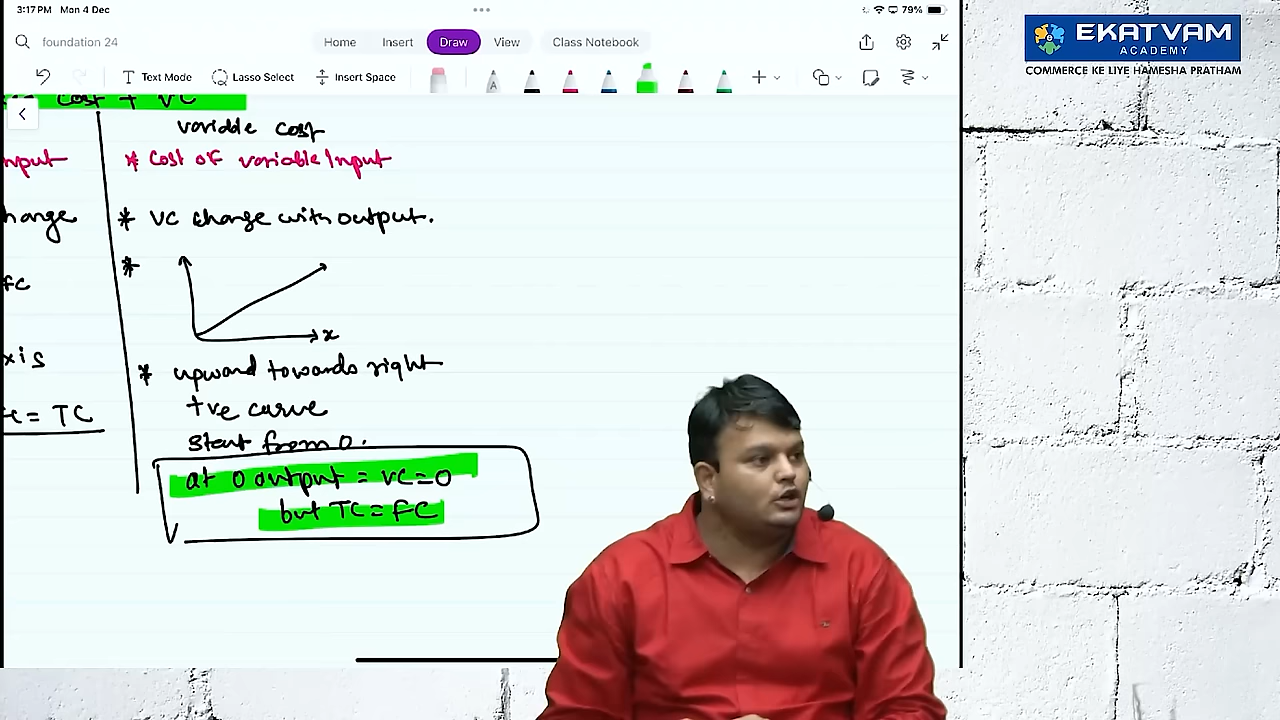 3:17 PM Mon 4 Dec
79%
foundation 24
Home Insert Draw View Class Notebook
Text Mode Lasso Select Insert Space
EKATVAM
ACADEMY
COMMERCE KE LIYE HAMESHA PRATHAM
cost + VC
variable cost
nput
* cost of variable Input
hange
* VC change with output.
fc
*
x
xis
* upward towards right
+ve curve
= TC
start from 0.
at 0 output = VC=0
but TC = FC